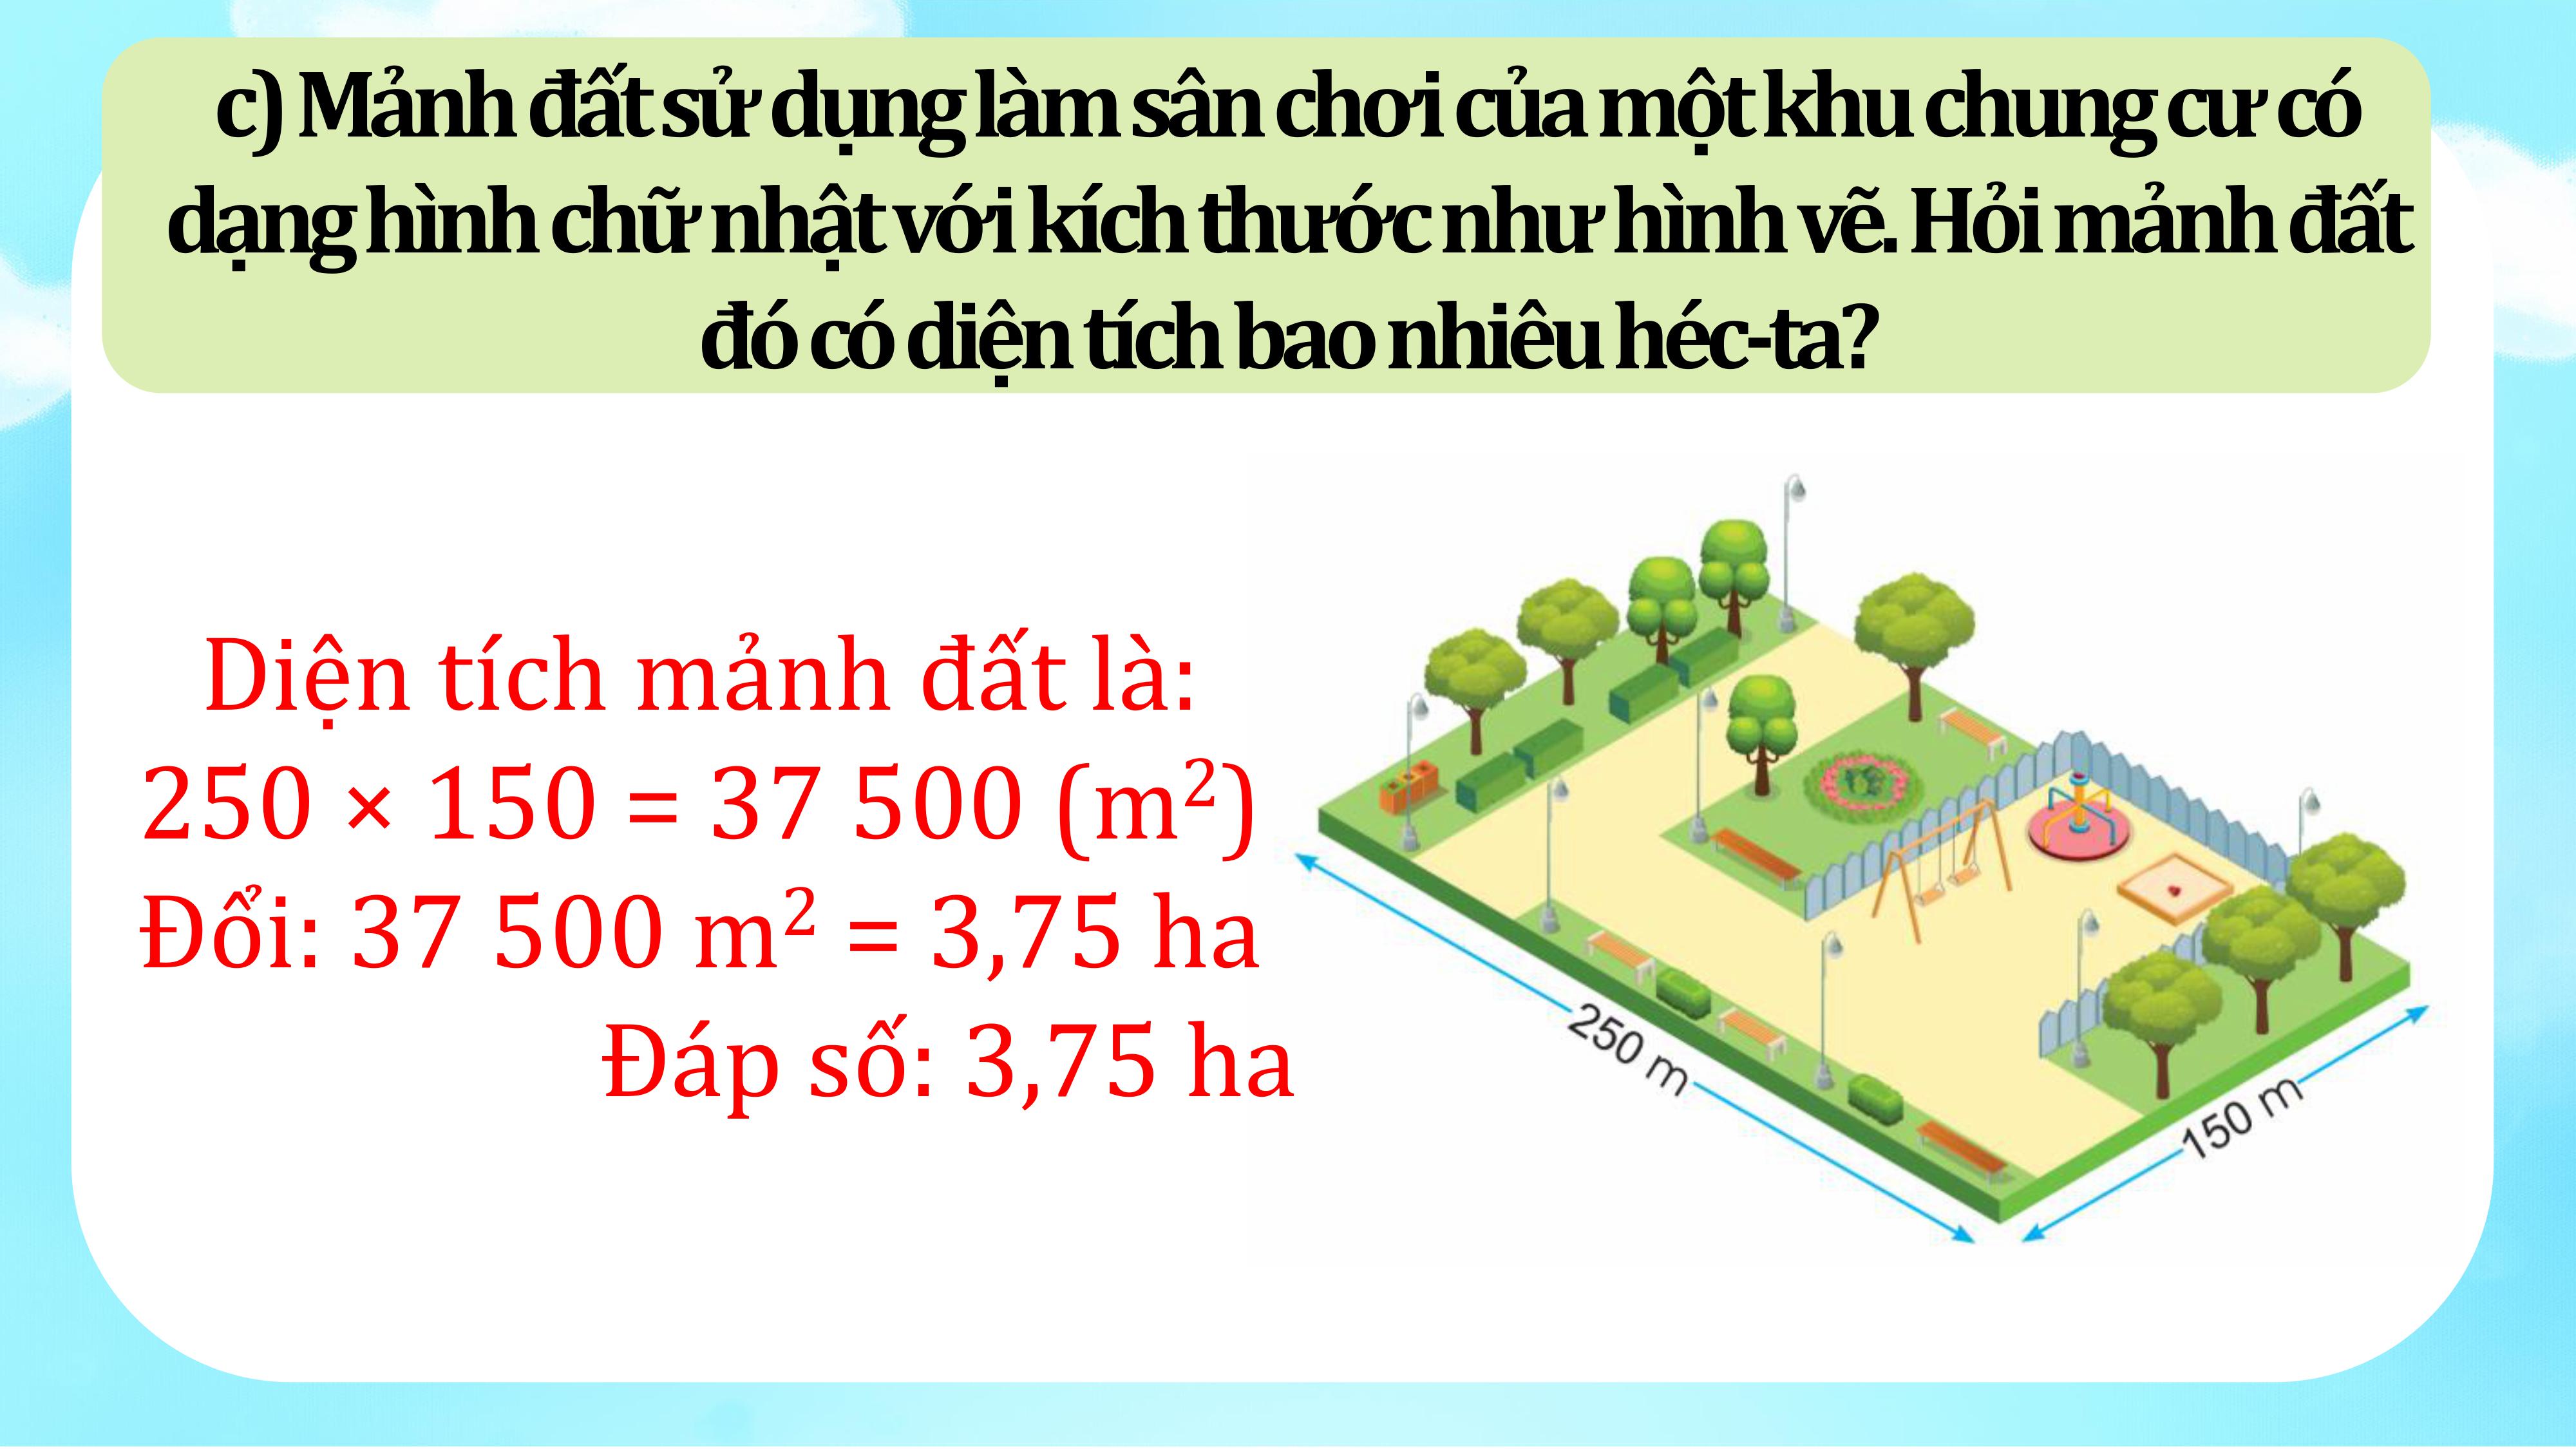 c) Mảnh đất sử dụng làm sân chơi của một khu chung cư có
dạng hình chữ nhật với kích thước như hình vẽ. Hỏi mảnh đất
đó có diện tích bao nhiêu héc-ta?
Diện tích mảnh đất là:
250 × 150 = 37 500 (m²)
Đổi: 37 500 m² = 3,75 ha
Đáp số: 3,75 ha
250 m
150 m